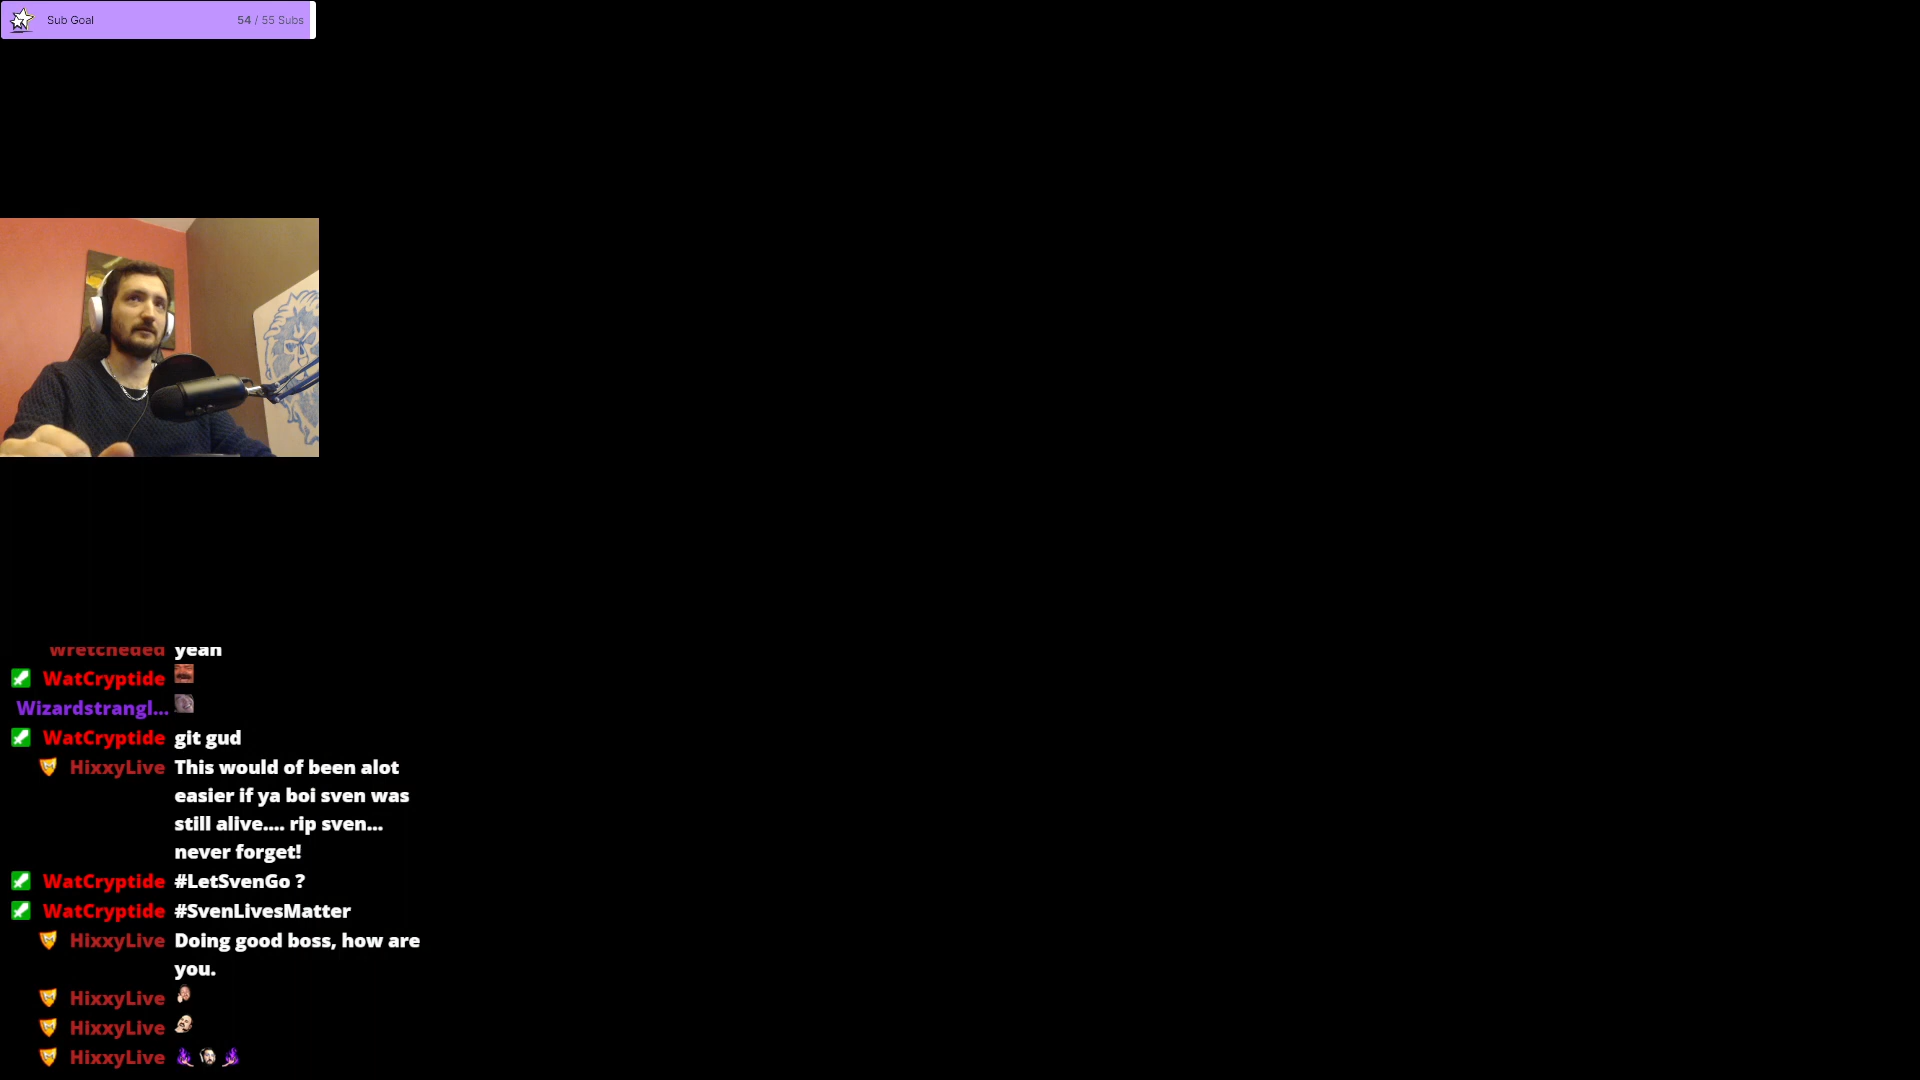 Sub Goal 54 / 55 Subs
wretcheded yeah
WatCryptide
Wizardstrangl...
WatCryptide git gud
HixxyLive This would of been alot
easier if ya boi sven was
still alive.... rip sven...
never forget!
WatCryptide #LetSvenGo ?
WatCryptide #SvenLivesMatter
HixxyLive Doing good boss, how are
you.
HixxyLive
HixxyLive
HixxyLive